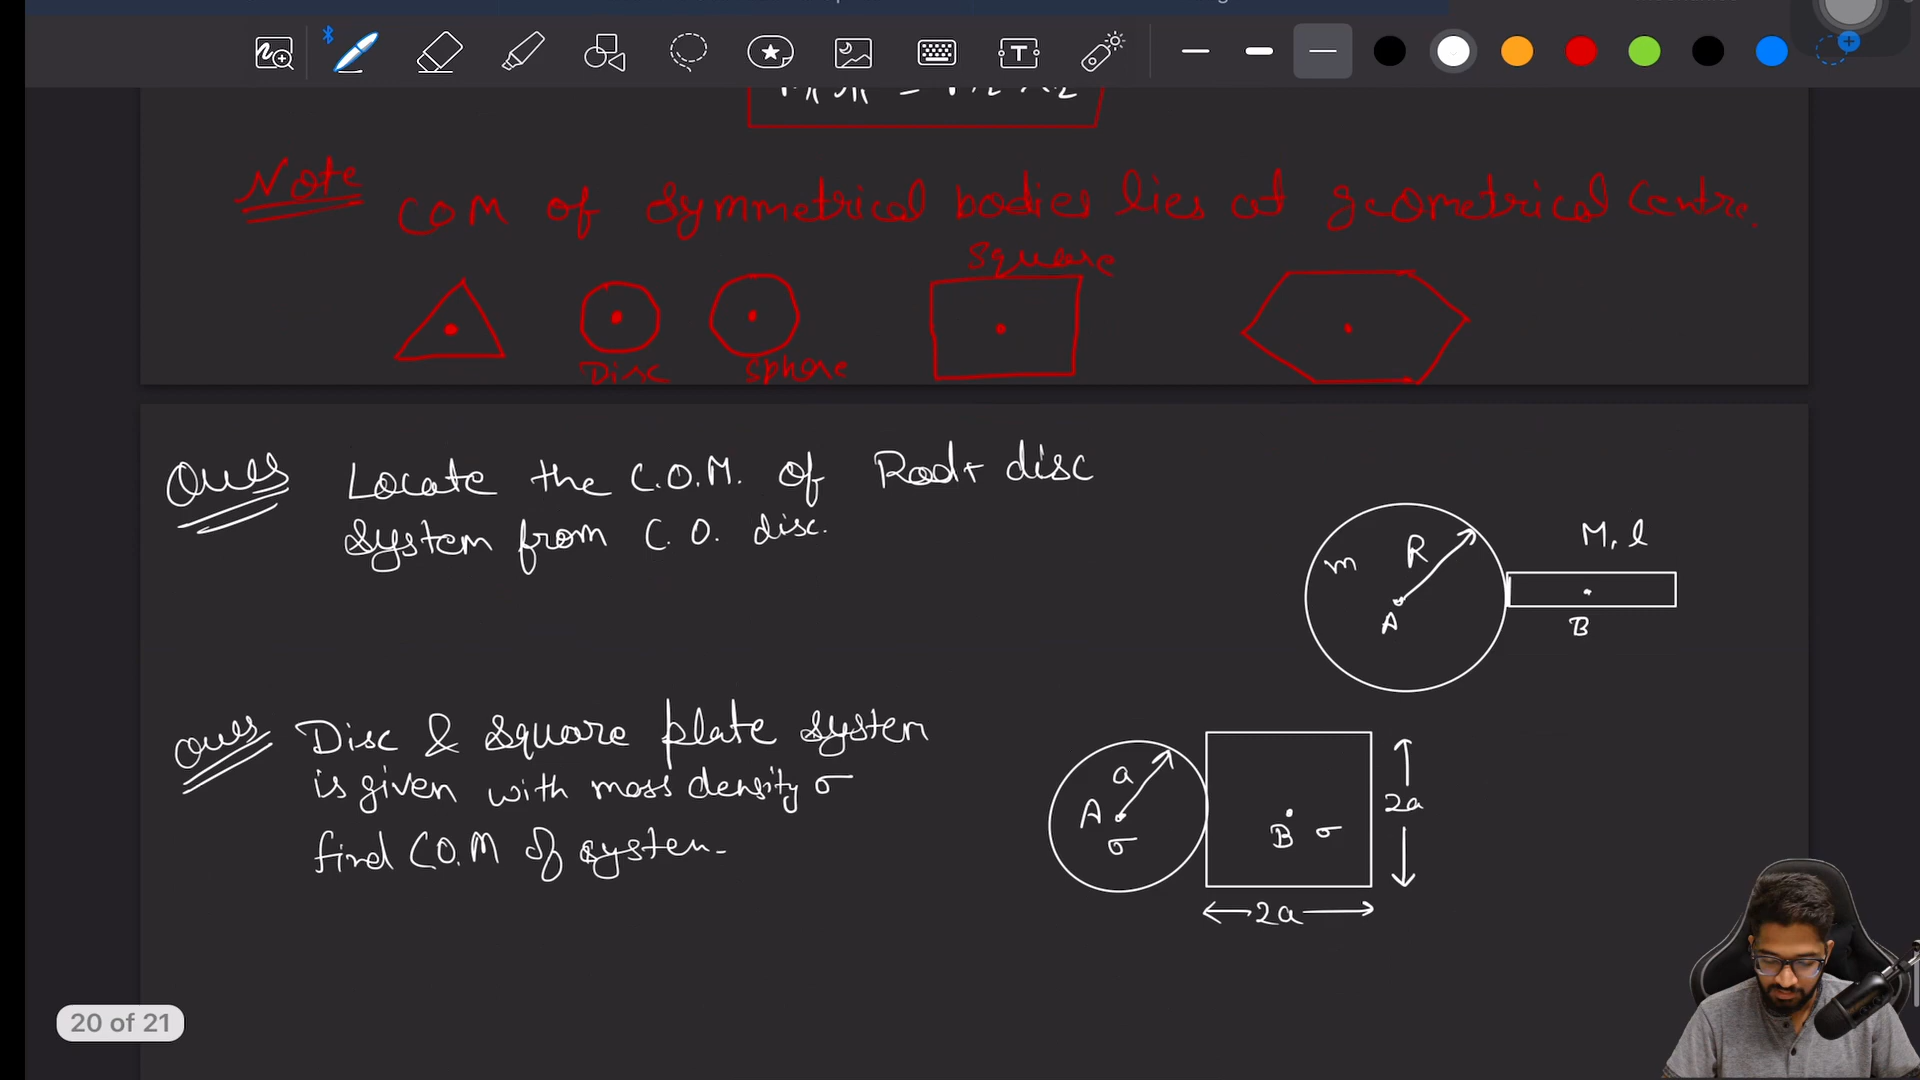 Note COM of Symmetrical bodies lies at geometrical Centre.
Square
Disc Sphere
Ques Locate the C.O.M. of Rod + disc
System from C.O. disc.
M, l
m R
A
B
Ques Disc & square plate system
is given with mass density σ
find C.O.M of system.
a
A
σ
B σ
2a
2a
20 of 21